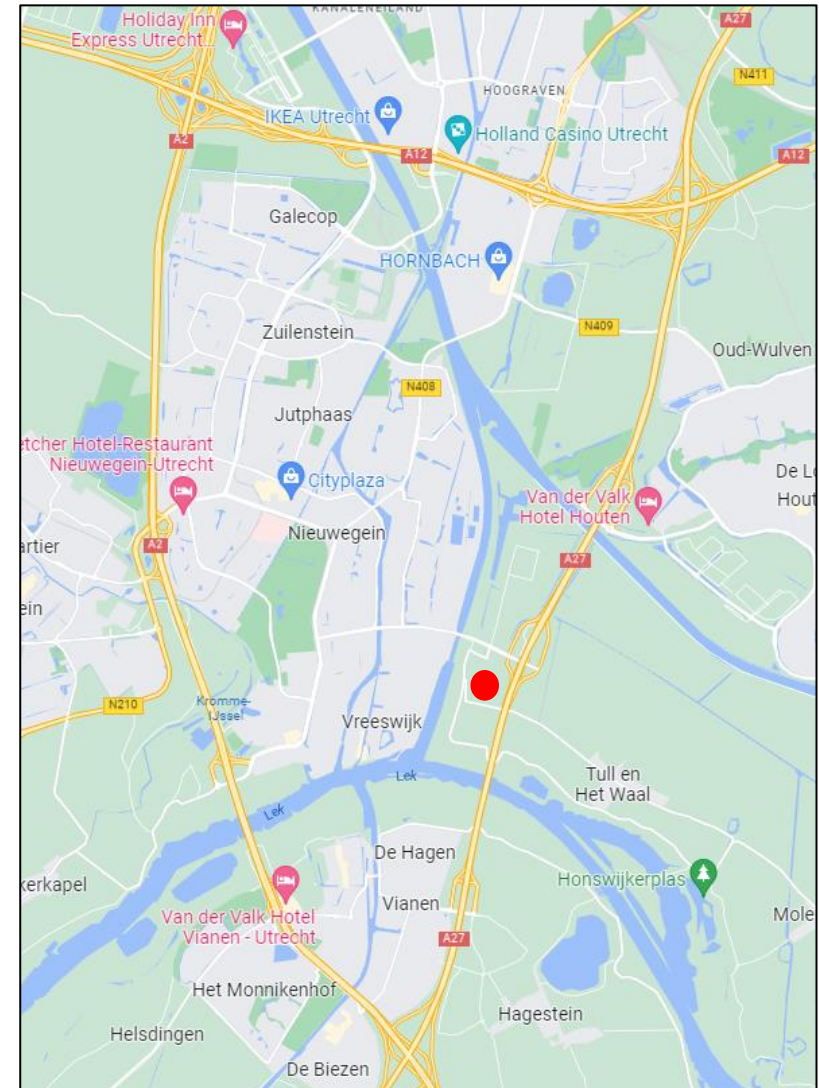 KANALENEILAND
Holiday Inn
Express Utrecht...
A27
N411
HOOGRAVEN
IKEA Utrecht
Holland Casino Utrecht
A2
A12
A12
Galecop
HORNBACH
Zuilenstein
N409
Oud-Wulven
N408
Jutphaas
etcher Hotel-Restaurant
Nieuwegein-Utrecht
Cityplaza
De Lo
Hout
Van der Valk
Hotel Houten
Nieuwegein
artier
A2
A27
ein
N210
Kromme-
IJssel
Vreeswijk
Lek
Tull en
Het Waal
Lek
De Hagen
kerkapel
Honswijkerplas
Vianen
Van der Valk Hotel
Vianen - Utrecht
Mole
A27
Het Monnikenhof
Hagestein
Helsdingen
De Biezen